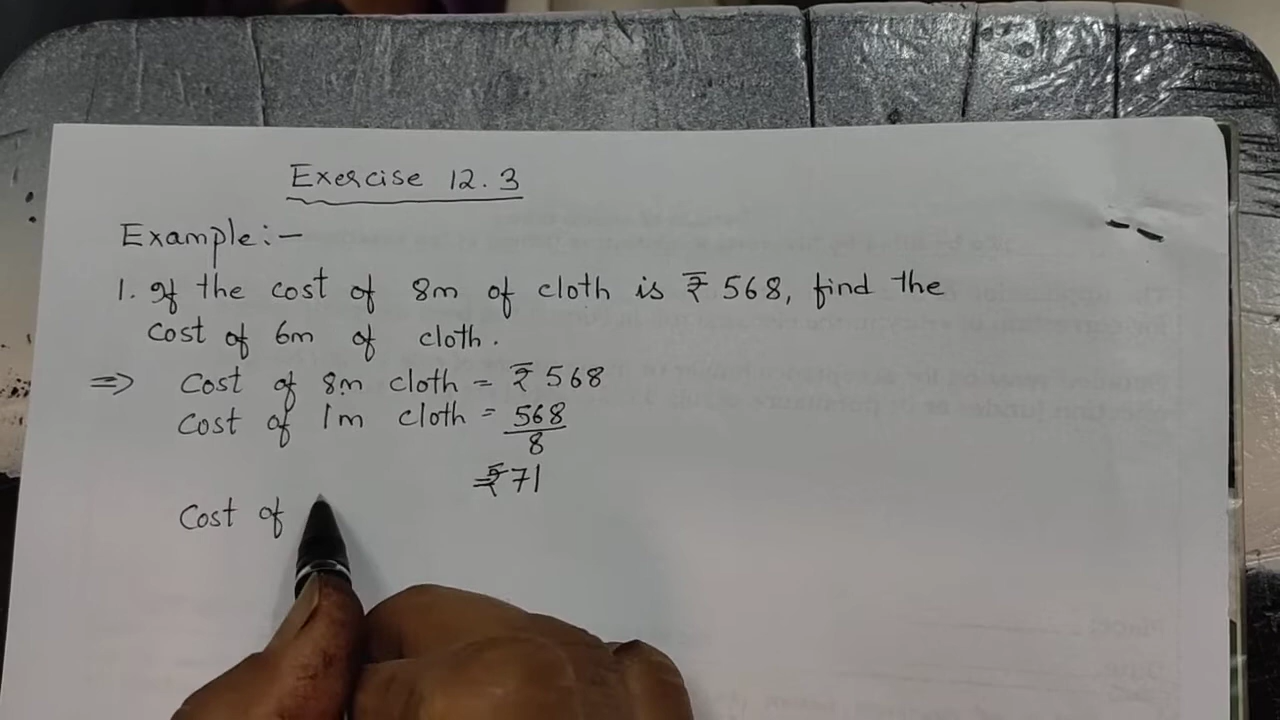 Exercise 12.3
Example:-
1. If the cost of 8m of cloth is ₹ 568, find the
cost of 6m of cloth.
⇒ Cost of 8m cloth = ₹ 568
Cost of 1m cloth = 568/8
= ₹ 71
Cost of